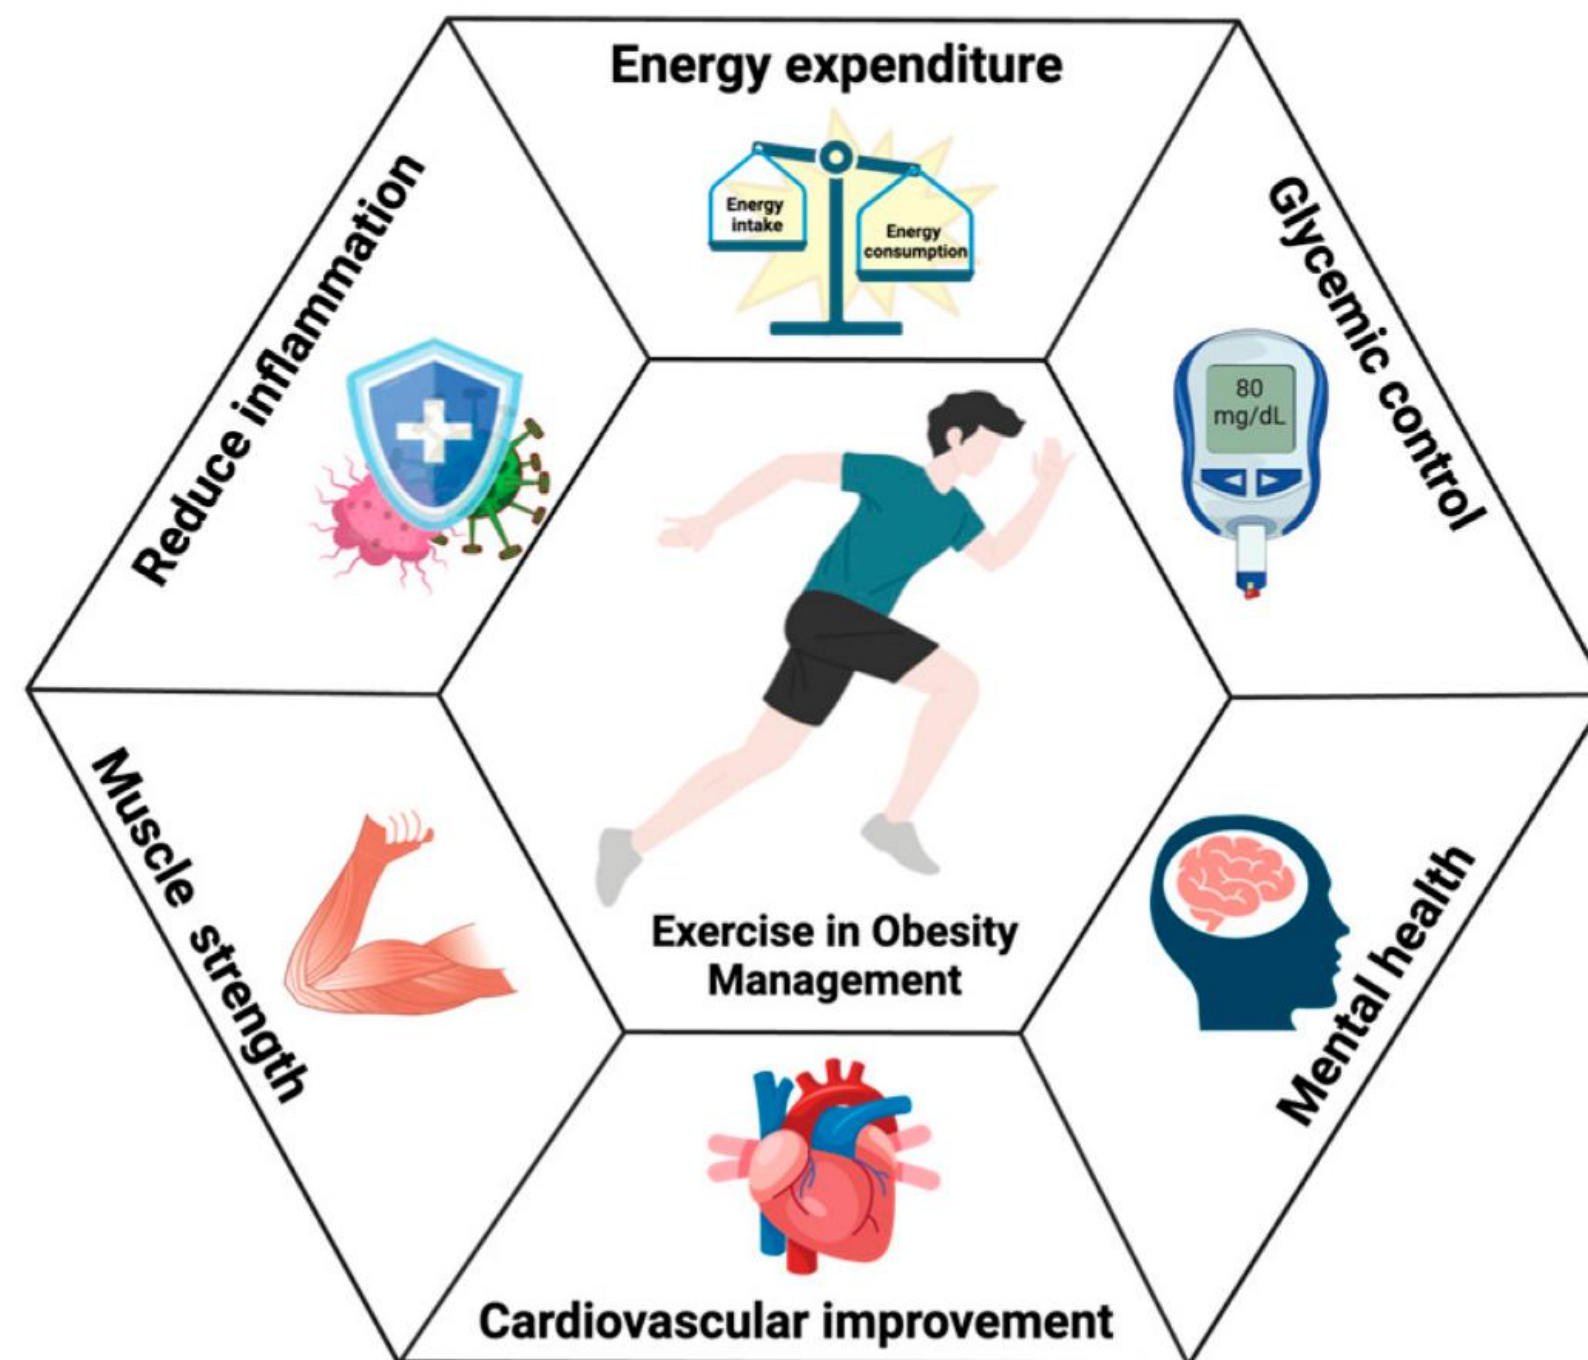 Energy expenditure
Energy
intake
Energy
consumption
Glycemic control
80
mg/dL
Reduce inflammation
Muscle strength
Mental health
Exercise in Obesity
Management
Cardiovascular improvement